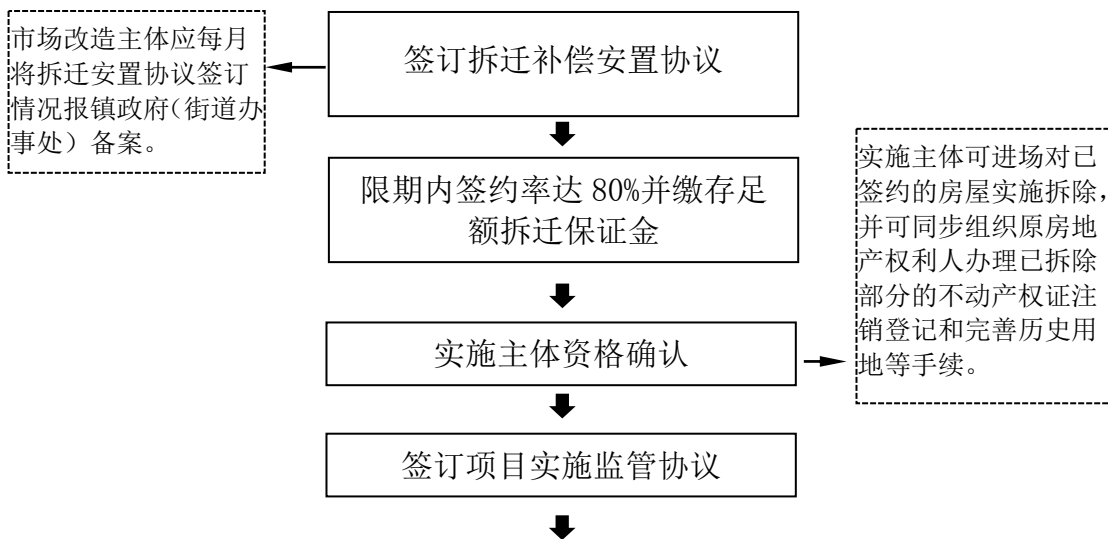 市场改造主体应每月
将拆迁安置协议签订
情况报镇政府（街道办
事处）备案。
签订拆迁补偿安置协议
限期内签约率达 80%并缴存足
额拆迁保证金
实施主体可进场对已
签约的房屋实施拆除，
并可同步组织原房地
产权利人办理已拆除
部分的不动产权证注
销登记和完善历史用
地等手续。
实施主体资格确认
签订项目实施监管协议